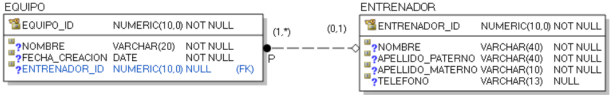 EQUIPO
EQUIPO_ID NUMERIC(10,0) NOT NULL
?NOMBRE VARCHAR(20) NOT NULL
?FECHA_CREACION DATE NOT NULL
?ENTRENADOR_ID NUMERIC(10,0) NULL (FK)
(1,*)
P
(0,1)
ENTRENADOR
ENTRENADOR_ID NUMERIC(10,0) NOT NULL
?NOMBRE VARCHAR(40) NOT NULL
?APELLIDO_PATERNO VARCHAR(40) NOT NULL
?APELLIDO_MATERNO VARCHAR(10) NOT NULL
?TELEFONO VARCHAR(13) NULL